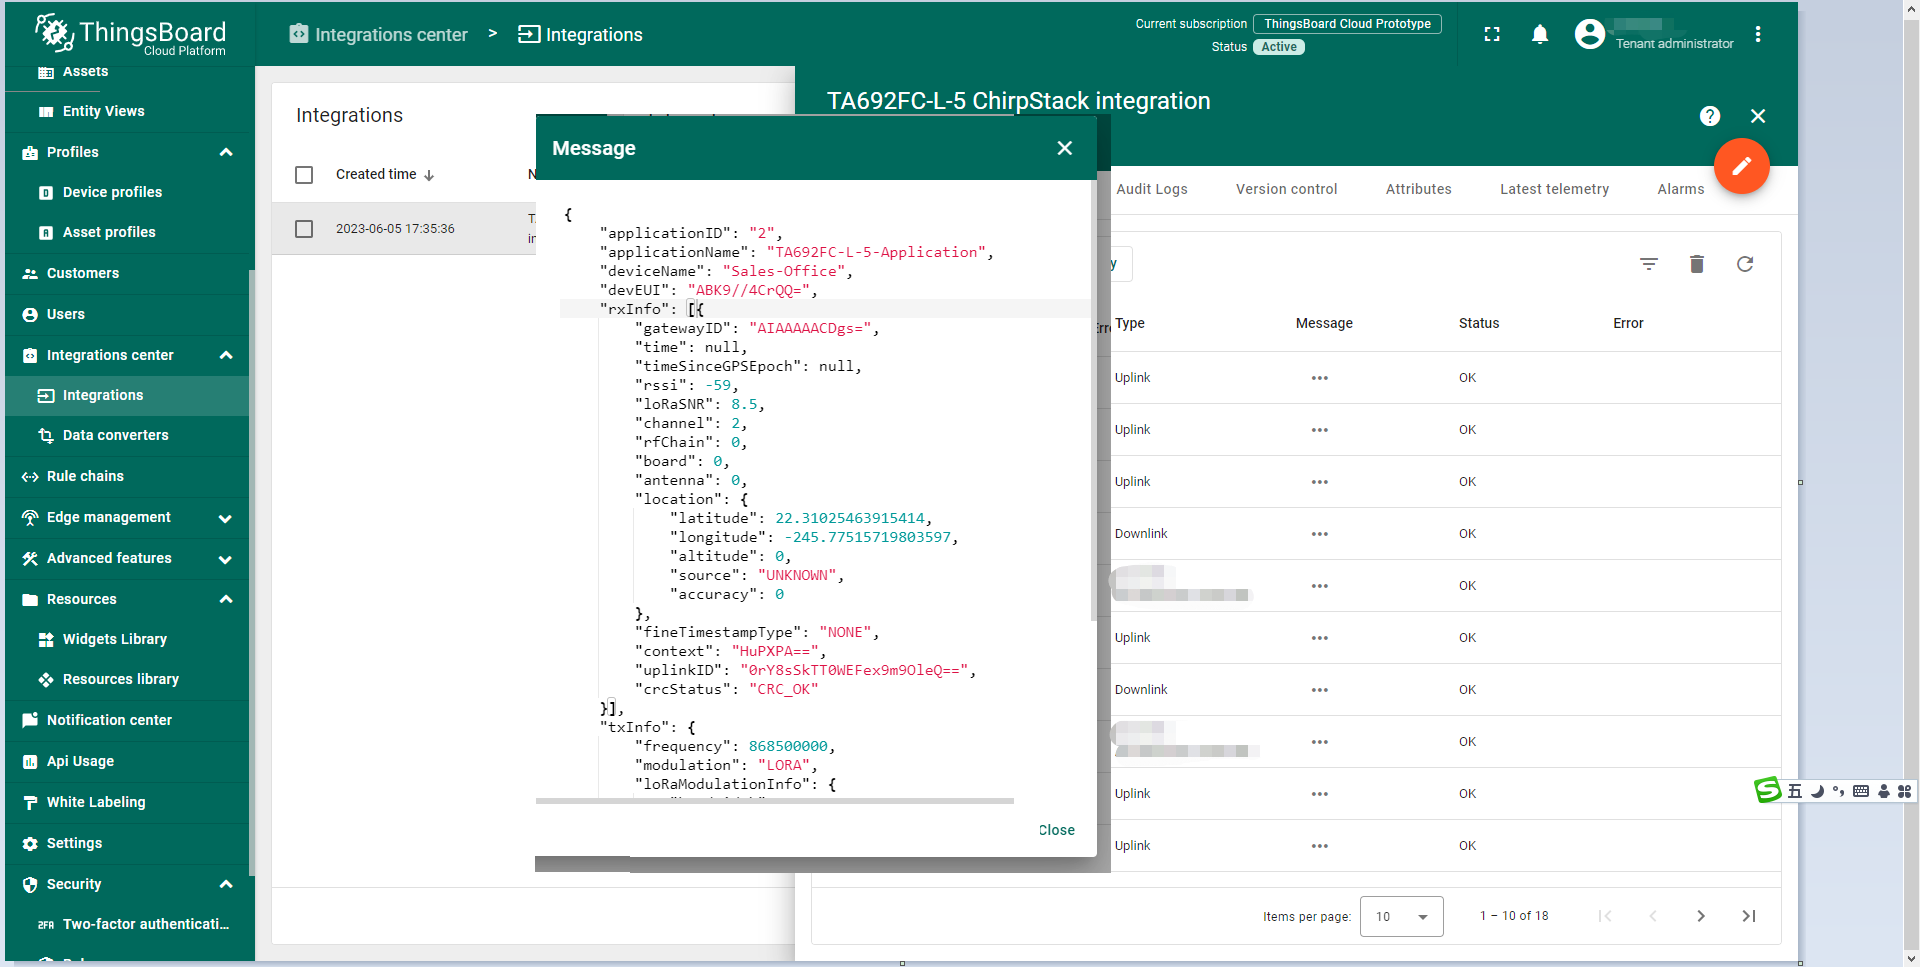 ThingsBoard
Cloud Platform
Integrations center > Integrations
Current subscription ThingsBoard Cloud Prototype
Status Active
Tenant administrator
Assets
Entity Views
Profiles
Device profiles
Asset profiles
Customers
Users
Integrations center
Integrations
Data converters
Rule chains
Edge management
Advanced features
Resources
Widgets Library
Resources library
Notification center
Api Usage
White Labeling
Settings
Security
2FA Two-factor authenticati...
Integrations
Created time
2023-06-05 17:35:36
TA692FC-L-5 ChirpStack integration
Audit Logs Version control Attributes Latest telemetry Alarms
Type Message Status Error
Uplink ••• OK
Uplink ••• OK
Uplink ••• OK
Downlink ••• OK
••• OK
Uplink ••• OK
Downlink ••• OK
••• OK
Uplink ••• OK
Uplink ••• OK
Items per page: 10 1 – 10 of 18
Message
{
"applicationID": "2",
"applicationName": "TA692FC-L-5-Application",
"deviceName": "Sales-Office",
"devEUI": "ABK9//4CrQQ=",
"rxInfo": [{
"gatewayID": "AIAAAAACDgs=",
"time": null,
"timeSinceGPSEpoch": null,
"rssi": -59,
"loRaSNR": 8.5,
"channel": 2,
"rfChain": 0,
"board": 0,
"antenna": 0,
"location": {
"latitude": 22.31025463915414,
"longitude": -245.77515719803597,
"altitude": 0,
"source": "UNKNOWN",
"accuracy": 0
},
"fineTimestampType": "NONE",
"context": "HuPXPA==",
"uplinkID": "0rY8sSkTT0WEFex9m9OleQ==",
"crcStatus": "CRC_OK"
}],
"txInfo": {
"frequency": 868500000,
"modulation": "LORA",
"loRaModulationInfo": {
Close
五